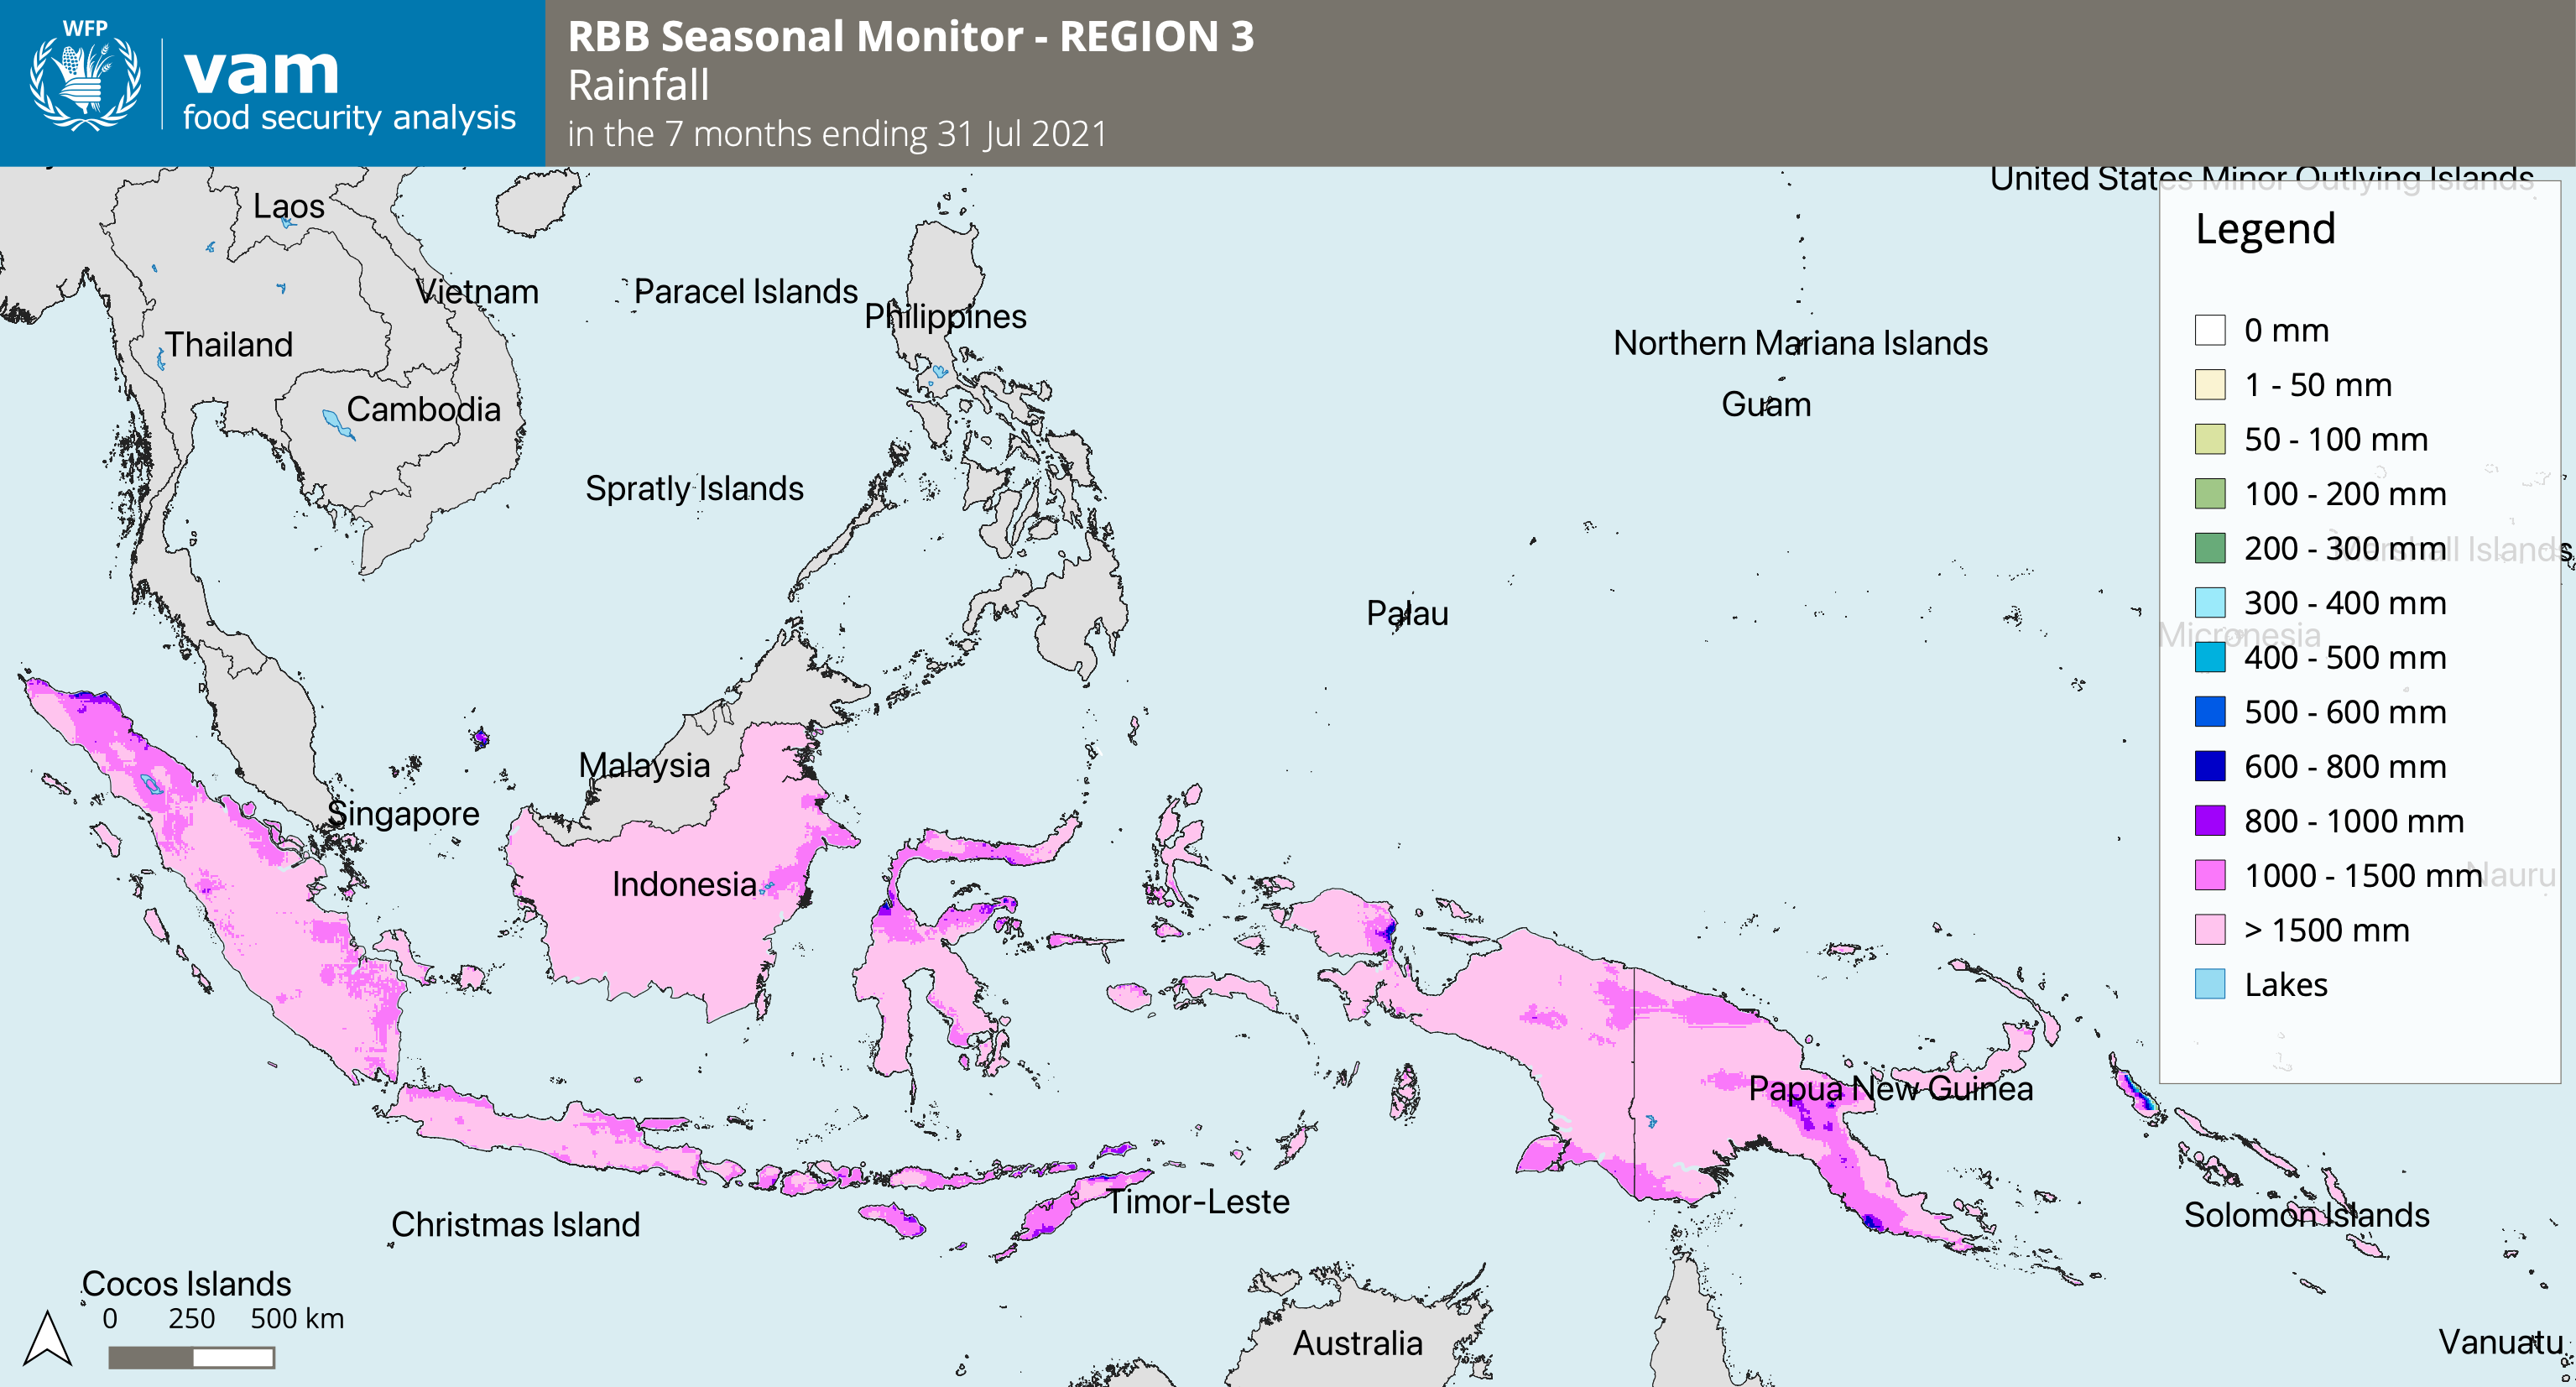 WFP
vam
food security analysis
RBB Seasonal Monitor - REGION 3
Rainfall
in the 7 months ending 31 Jul 2021
United States Minor Outlying Islands
Laos
Vietnam
Paracel Islands
Philippines
Thailand
Northern Mariana Islands
Cambodia
Guam
Spratly Islands
Palau
Marshall Islands
Micronesia
Malaysia
Singapore
Indonesia
Nauru
Papua New Guinea
Timor-Leste
Christmas Island
Solomon Islands
Cocos Islands
Australia
Vanuatu
0 250 500 km
Legend
0 mm
1 - 50 mm
50 - 100 mm
100 - 200 mm
200 - 300 mm
300 - 400 mm
400 - 500 mm
500 - 600 mm
600 - 800 mm
800 - 1000 mm
1000 - 1500 mm
> 1500 mm
Lakes